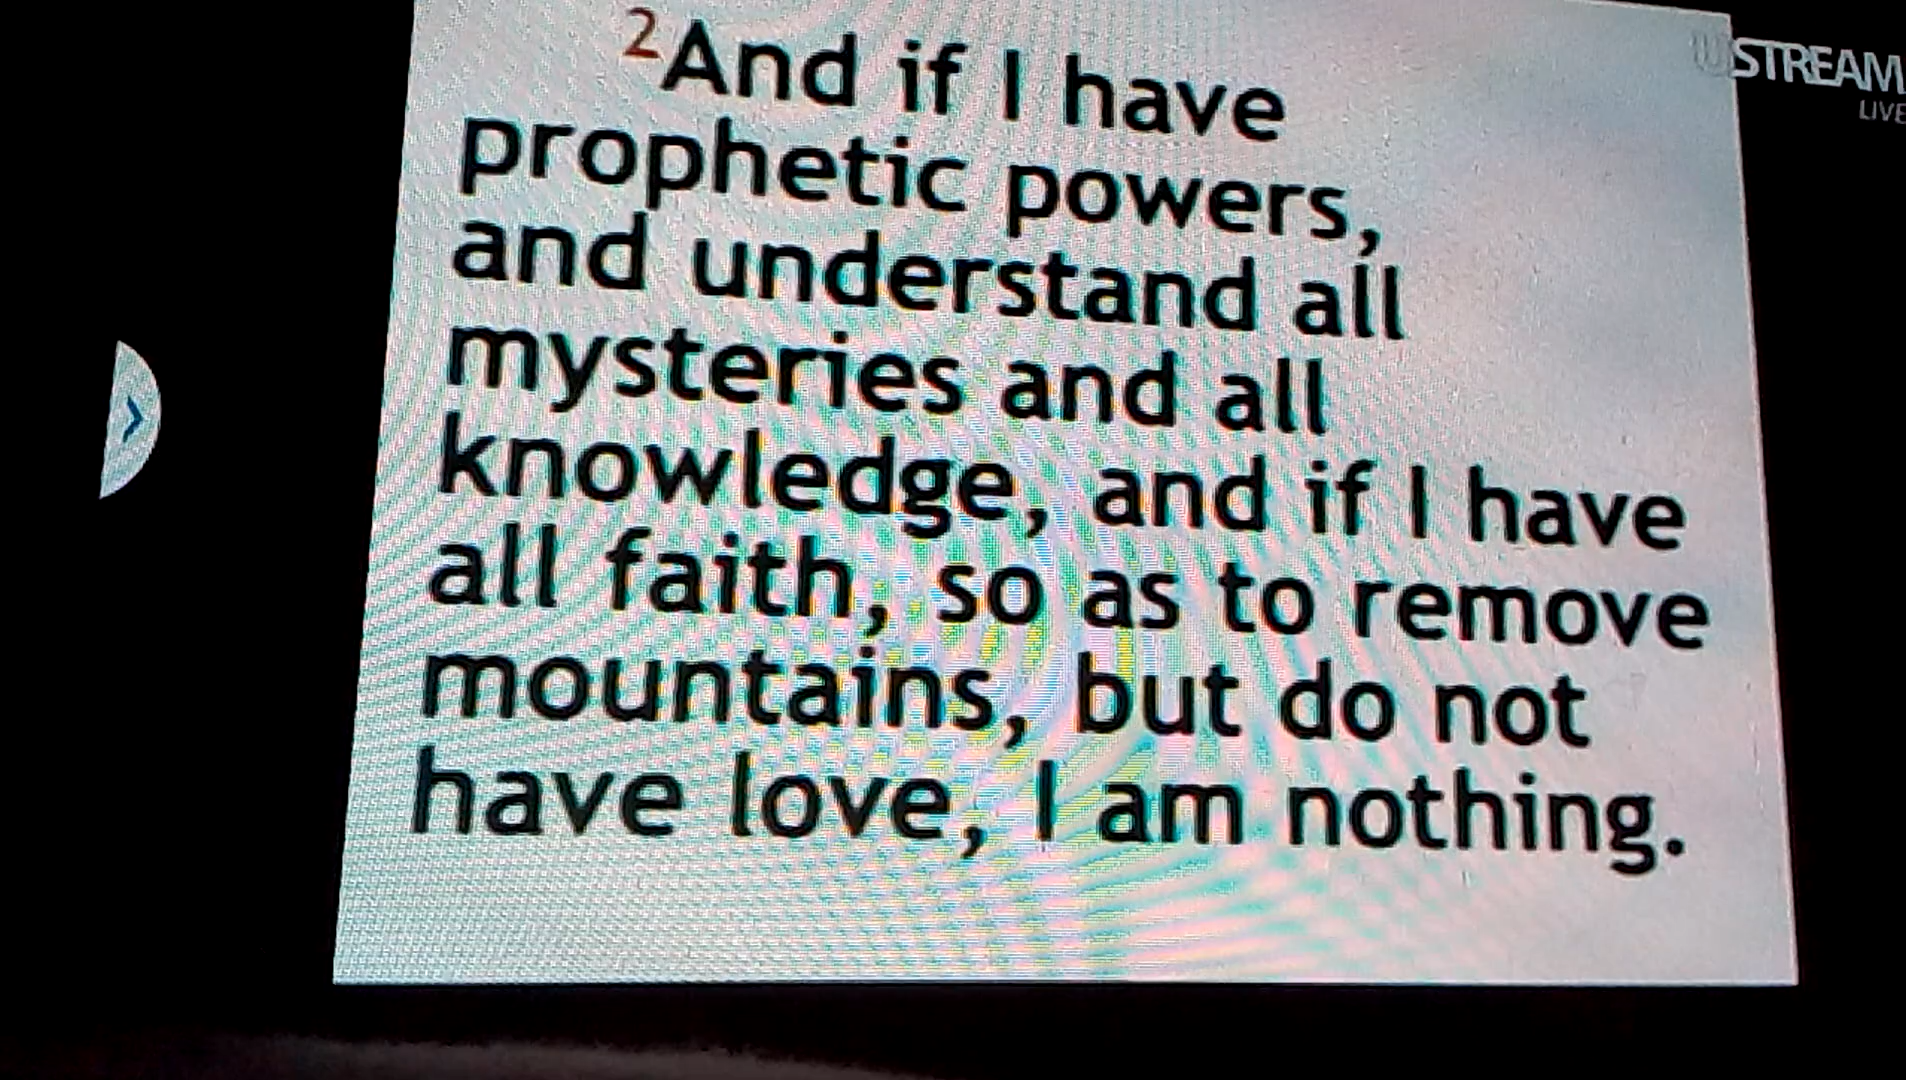 2And if I have
prophetic powers,
and understand all
mysteries and all
knowledge, and if I have
all faith, so as to remove
mountains, but do not
have love, I am nothing.
USTREAM
LIVE